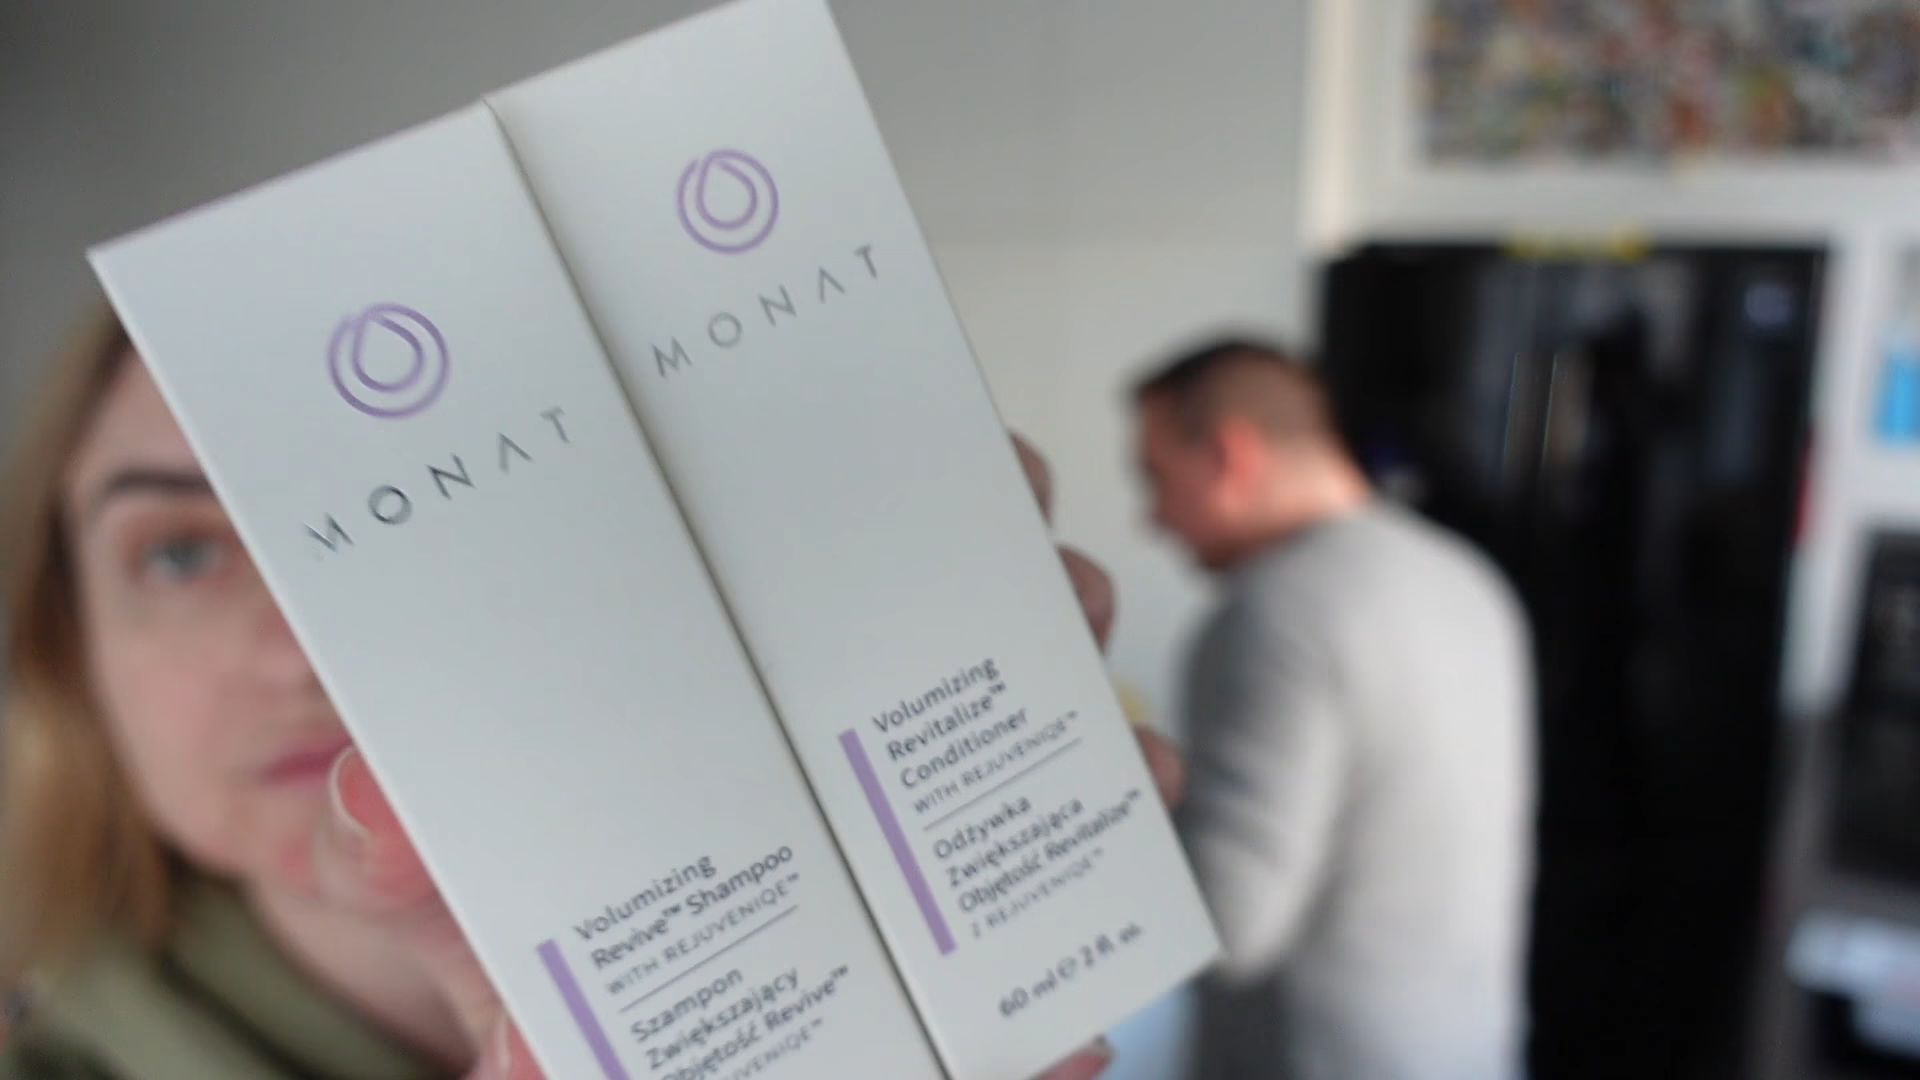 MONAT
Volumizing
Revive™ Shampoo
WITH REJUVENIQE™
Szampon
Zwiększający
Objętość Revive™
MONAT
Volumizing
Revitalize™
Conditioner
WITH REJUVENIQE™
Odżywka
Zwiększająca
Objętość Revitalize™
Z REJUVENIQE™
60 ml ℮ 2 fl. oz.